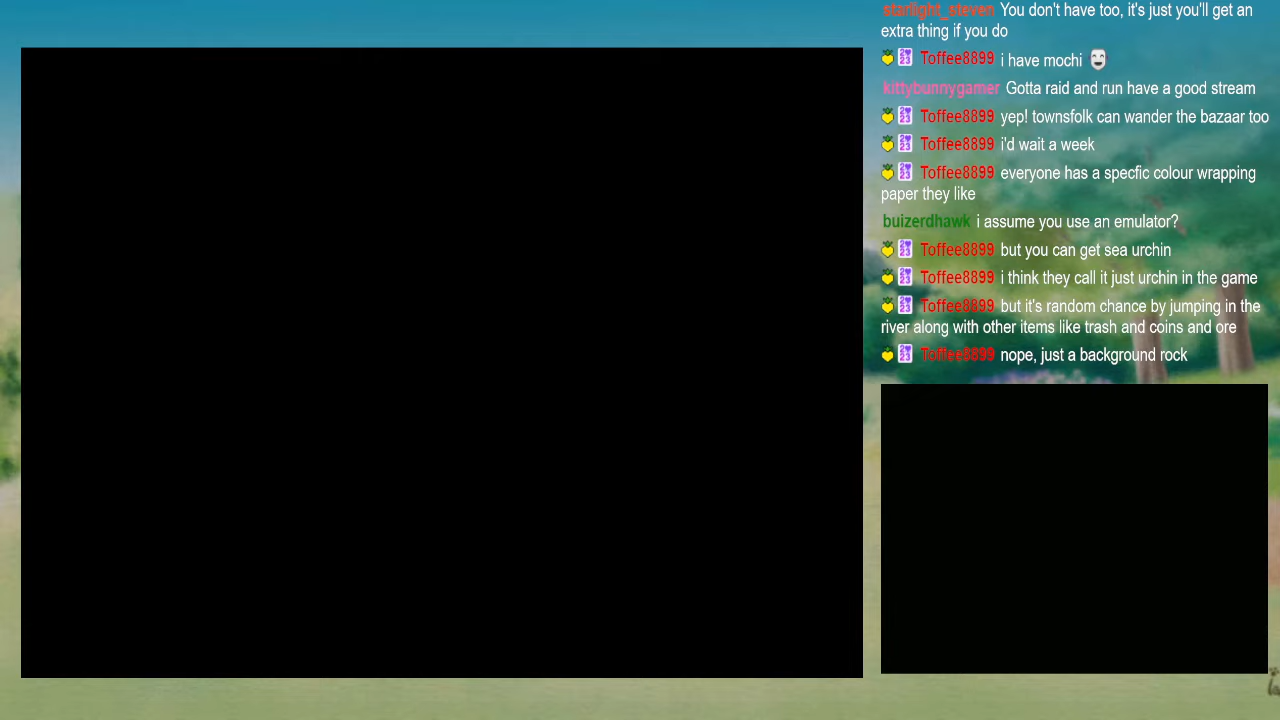 starlight_steven You don't have too, it's just you'll get an
extra thing if you do
Toffee8899 i have mochi
kittybunnygamer Gotta raid and run have a good stream
Toffee8899 yep! townsfolk can wander the bazaar too
Toffee8899 i'd wait a week
Toffee8899 everyone has a specfic colour wrapping
paper they like
buizerdhawk i assume you use an emulator?
Toffee8899 but you can get sea urchin
Toffee8899 i think they call it just urchin in the game
Toffee8899 but it's random chance by jumping in the
river along with other items like trash and coins and ore
Toffee8899 nope, just a background rock